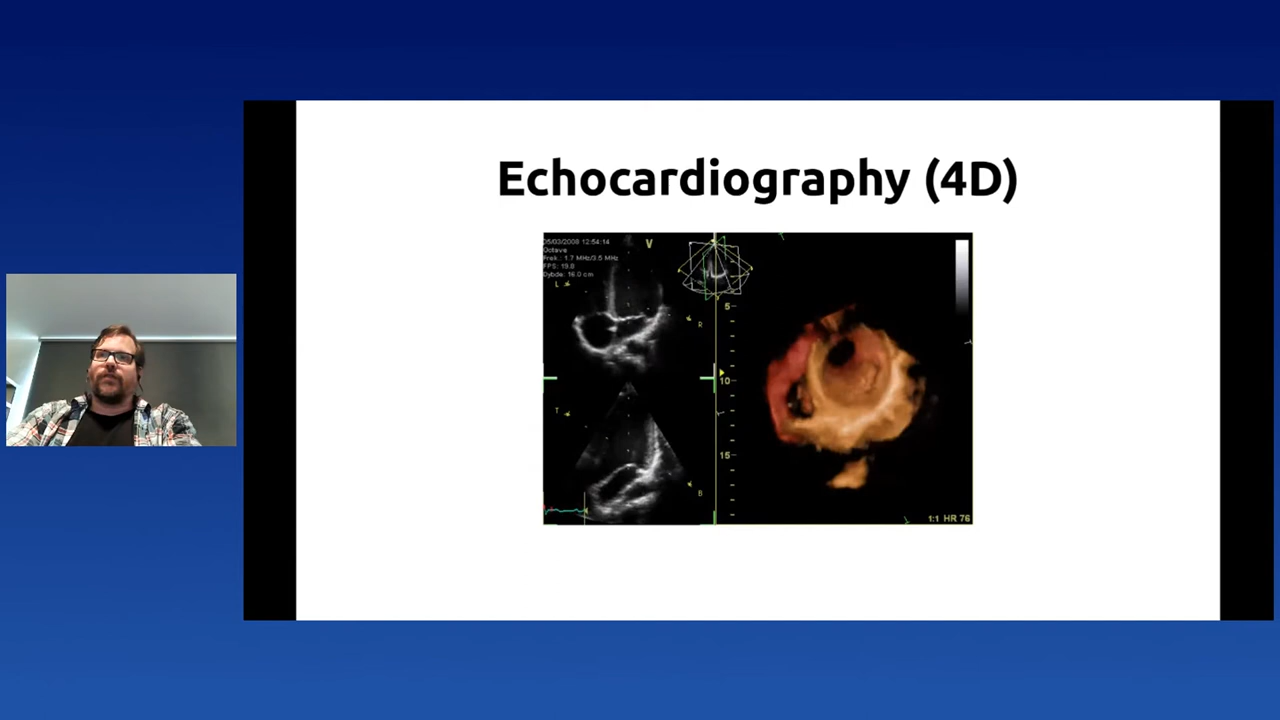 Echocardiography (4D)
05/03/2008 12:54:14
Octave
Frek.: 1.7 MHz/3.5 MHz
FPS: 19.8
Dybde: 16.0 cm
V
L
R
T
B
5
10
15
1:1 HR 76